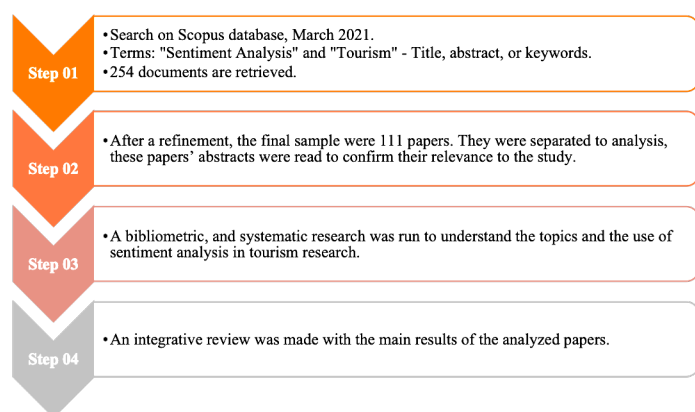 Step 01
•Search on Scopus database, March 2021.
•Terms: "Sentiment Analysis" and "Tourism" - Title, abstract, or keywords.
•254 documents are retrieved.
Step 02
•After a refinement, the final sample were 111 papers. They were separated to analysis,
these papers’ abstracts were read to confirm their relevance to the study.
Step 03
•A bibliometric, and systematic research was run to understand the topics and the use of
sentiment analysis in tourism research.
Step 04
•An integrative review was made with the main results of the analyzed papers.